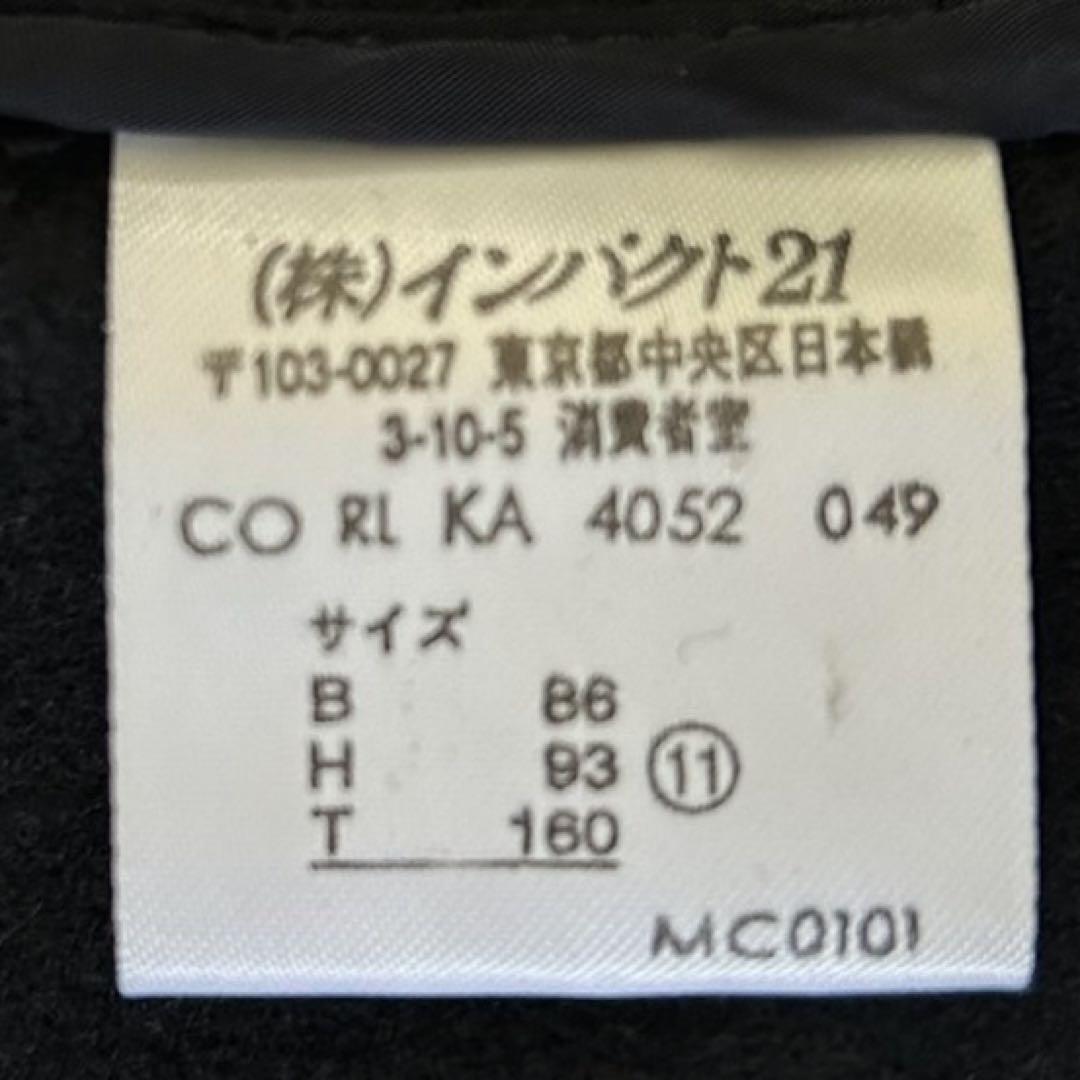 (株)インパクト21
〒103-0027 東京都中央区日本橋
3-10-5 消費者室
CO RL KA 4052 049
サイズ
B 86
H 93 ⑪
T 160
MC0101